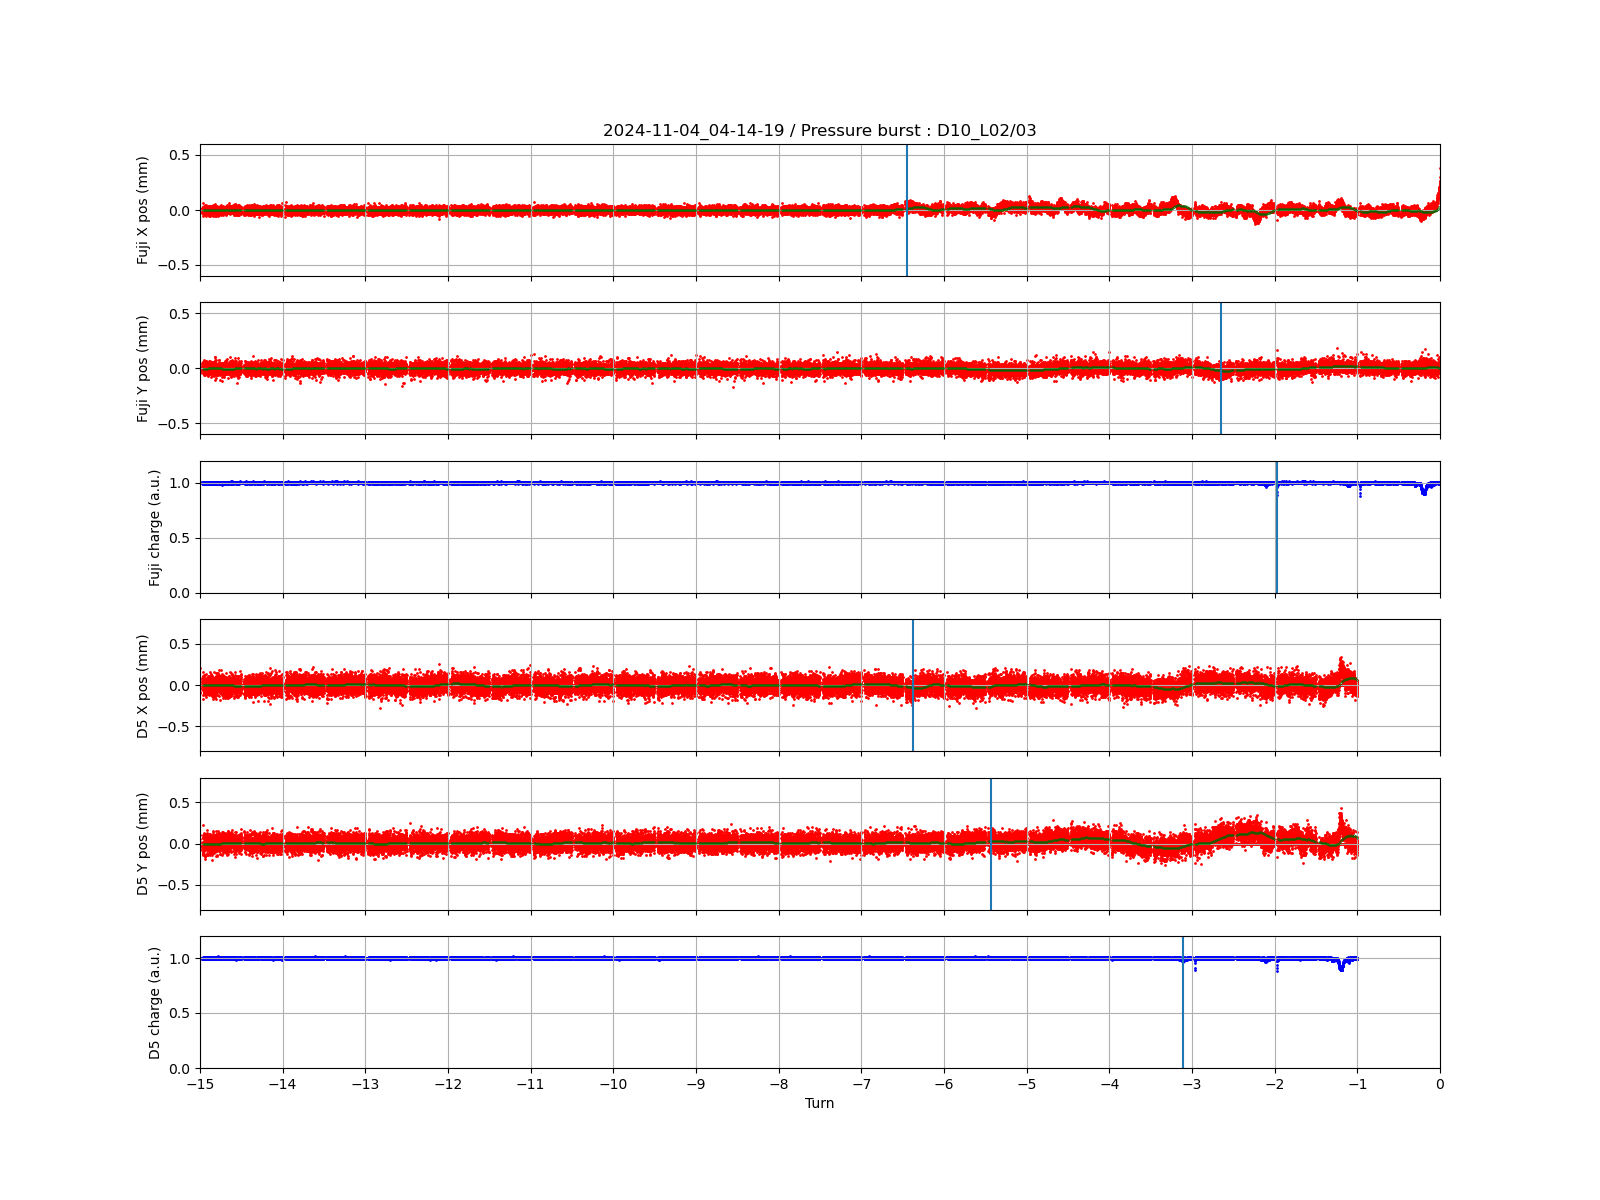 2024-11-04_04-14-19 / Pressure burst : D10_L02/03
Fuji X pos (mm)
0.5
0.0
−0.5
Fuji Y pos (mm)
0.5
0.0
−0.5
Fuji charge (a.u.)
1.0
0.5
0.0
D5 X pos (mm)
0.5
0.0
−0.5
D5 Y pos (mm)
0.5
0.0
−0.5
D5 charge (a.u.)
1.0
0.5
0.0
−15 −14 −13 −12 −11 −10 −9 −8 −7 −6 −5 −4 −3 −2 −1 0
Turn